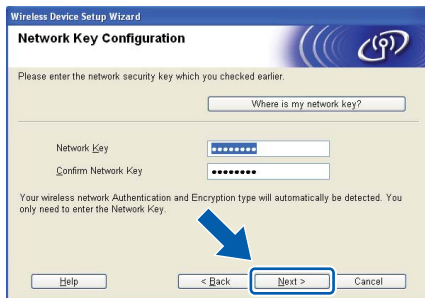 Wireless Device Setup Wizard
Network Key Configuration
Please enter the network security key which you checked earlier.
Where is my network key?
Network Key
Confirm Network Key
Your wireless network Authentication and Encryption type will automatically be detected. You
only need to enter the Network Key.
Help
< Back
Next >
Cancel